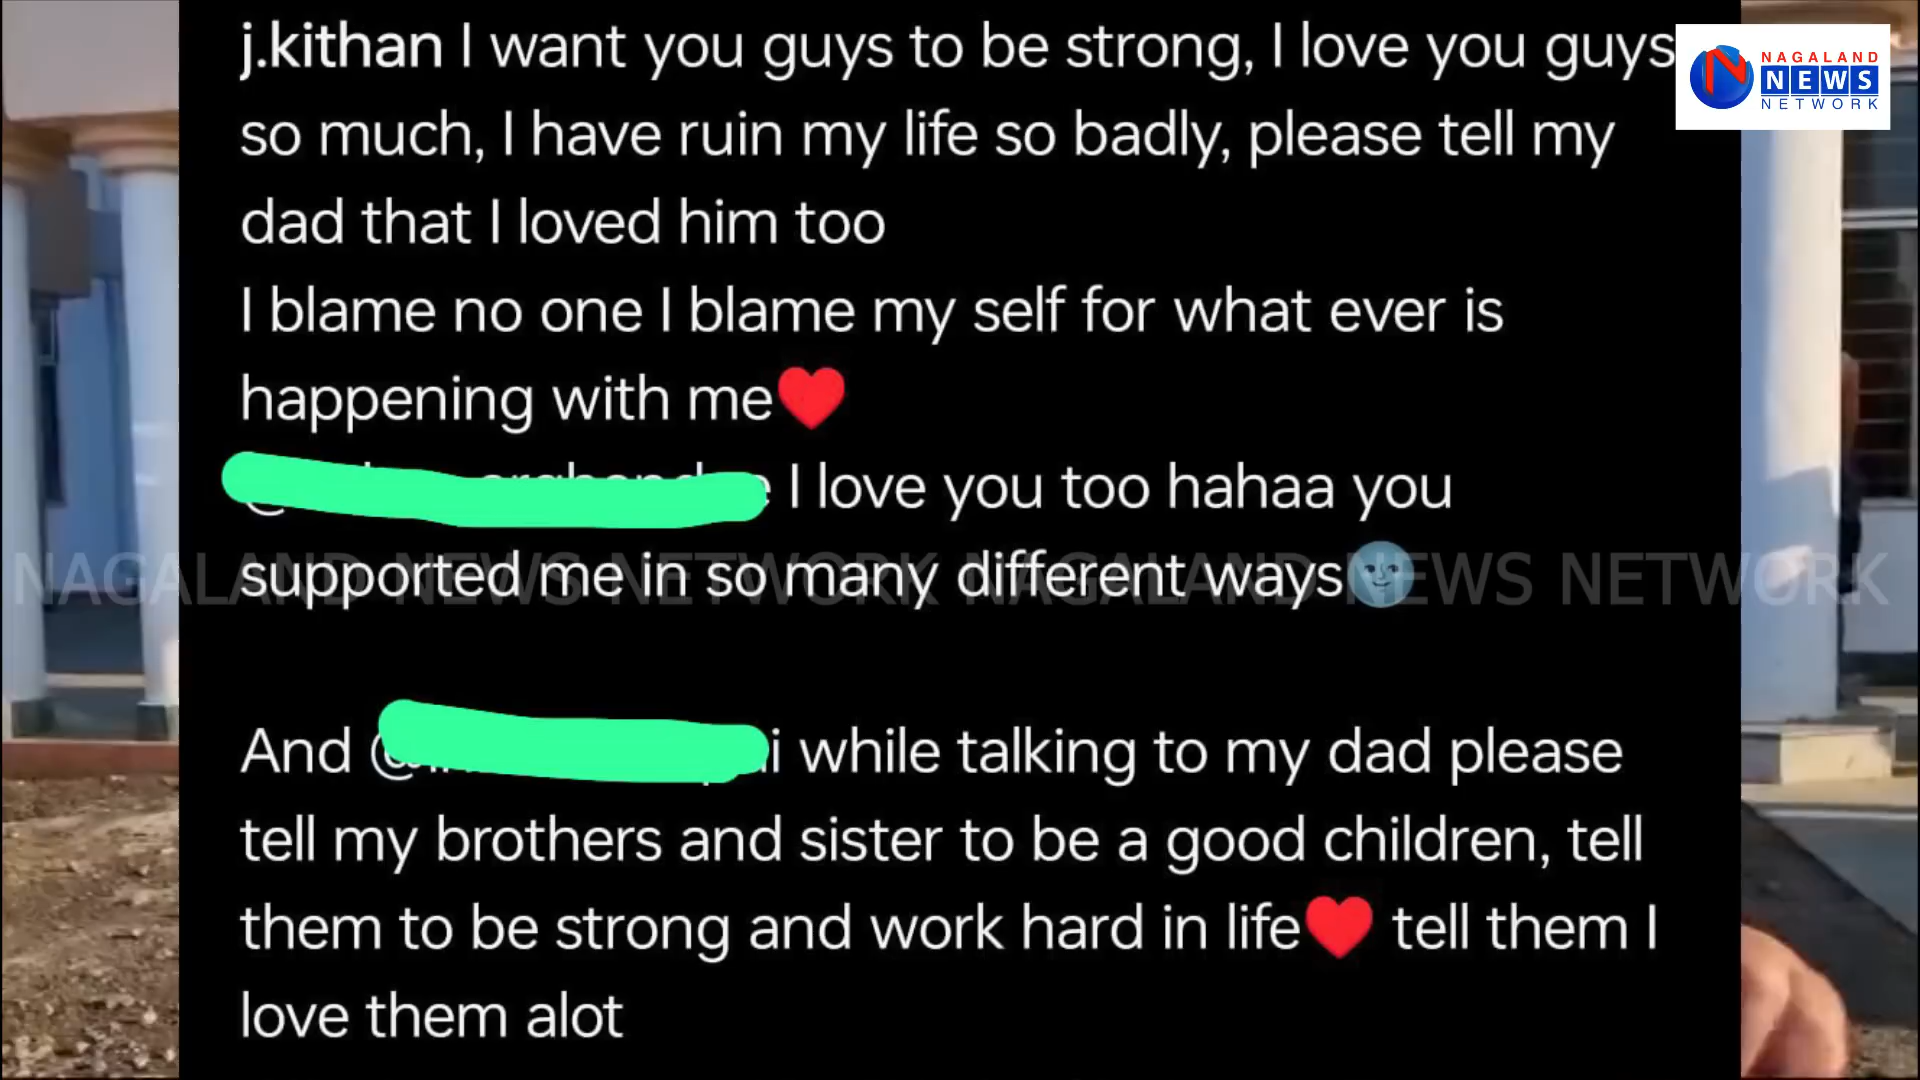 j.kithan I want you guys to be strong, I love you guys
so much, I have ruin my life so badly, please tell my
dad that I loved him too
I blame no one I blame my self for what ever is
happening with me♥
I love you too hahaa you
supported me in so many different ways🌚
And @ i while talking to my dad please
tell my brothers and sister to be a good children, tell
them to be strong and work hard in life♥ tell them I
love them alot
NAGALAND
NEWS
NETWORK
NAGALAND NEWS NETWORK NAGALAND NEWS NETWORK